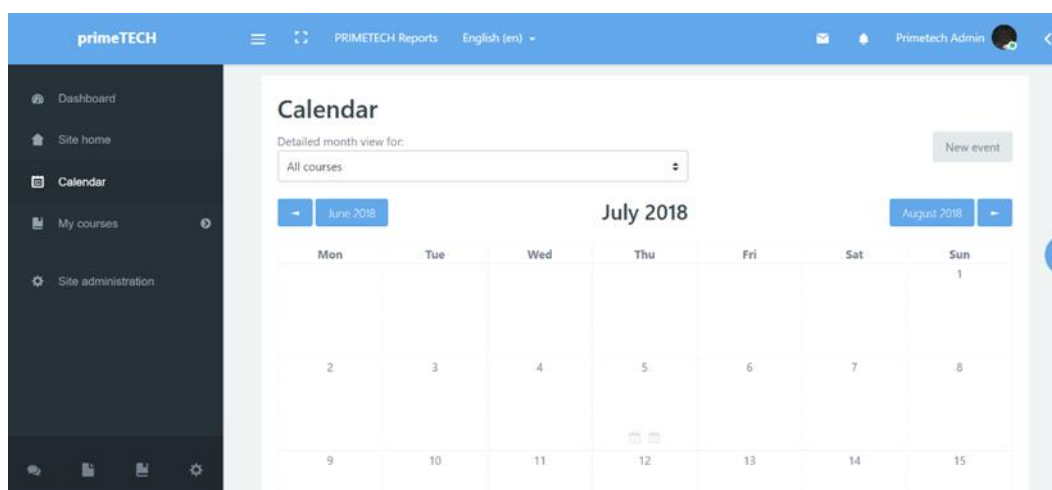 primeTECH
PRIMETECH Reports
English (en)
Primetech Admin
Dashboard
Site home
Calendar
My courses
Site administration
Calendar
Detailed month view for:
All courses
New event
June 2018
July 2018
August 2018
Mon Tue Wed Thu Fri Sat Sun
1
2 3 4 5 6 7 8
9 10 11 12 13 14 15